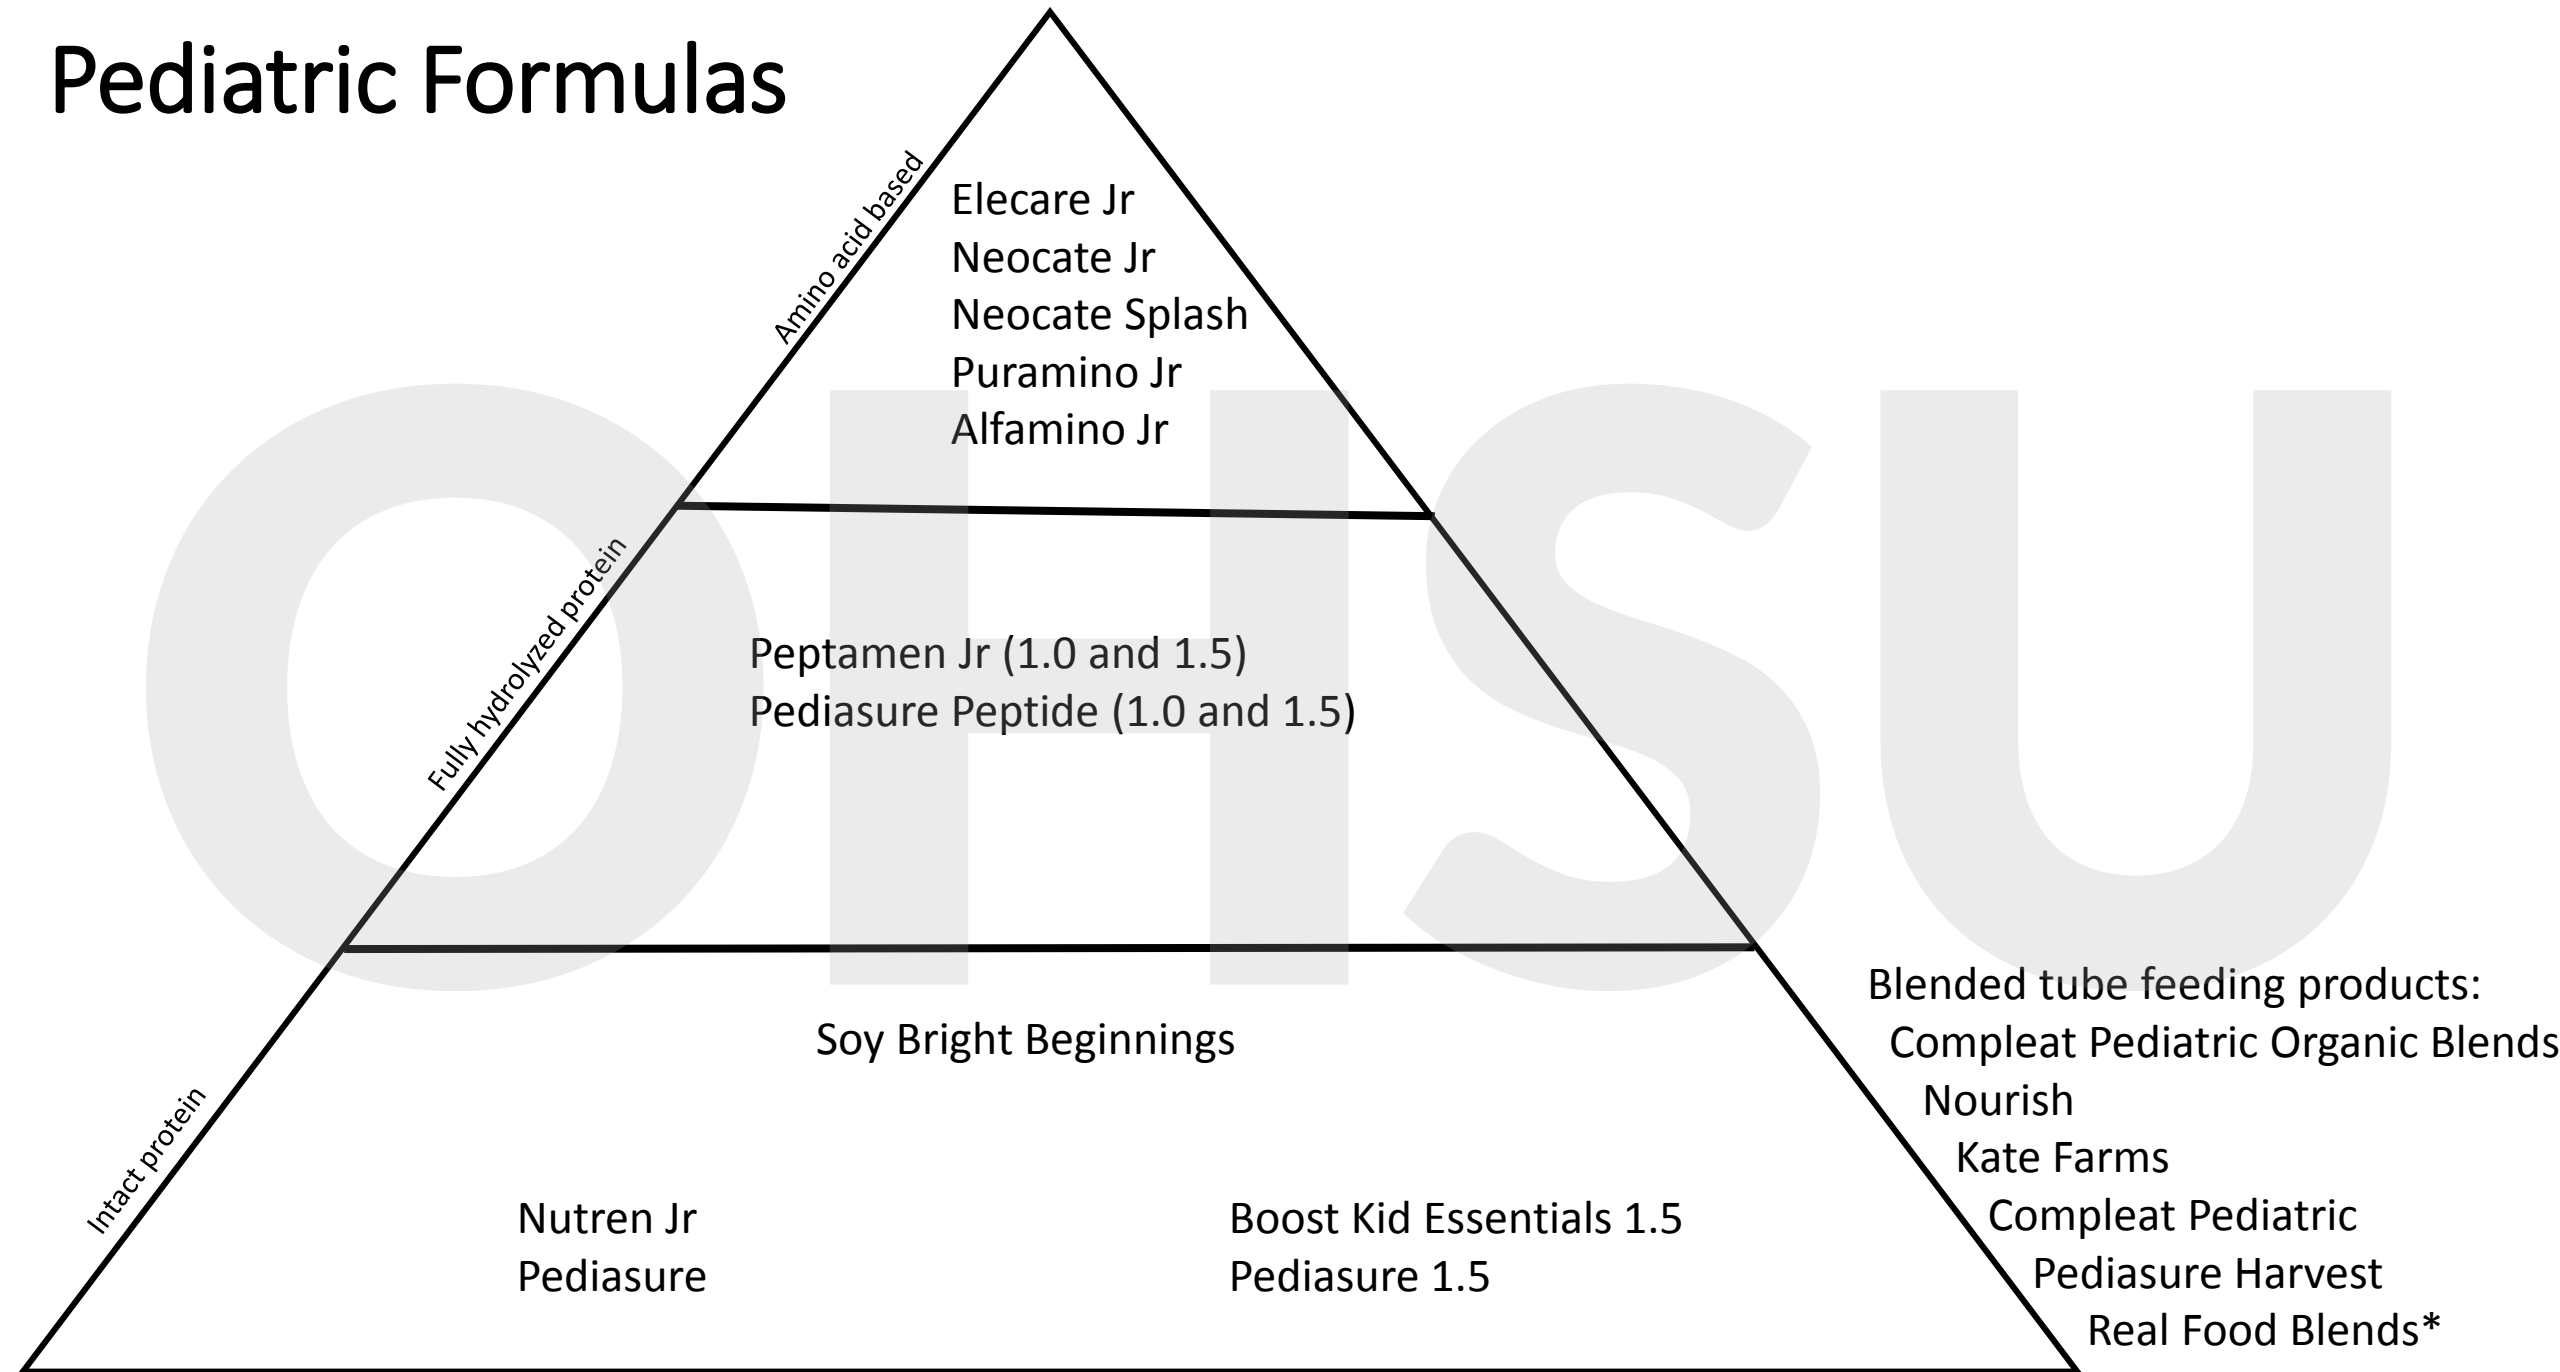 Pediatric Formulas
Amino acid based
Elecare Jr
Neocate Jr
Neocate Splash
Puramino Jr
Alfamino Jr
Fully hydrolyzed protein
Peptamen Jr (1.0 and 1.5)
Pediasure Peptide (1.0 and 1.5)
Intact protein
Soy Bright Beginnings
Nutren Jr
Pediasure
Boost Kid Essentials 1.5
Pediasure 1.5
Blended tube feeding products:
Compleat Pediatric Organic Blends
Nourish
Kate Farms
Compleat Pediatric
Pediasure Harvest
Real Food Blends*
OHSU